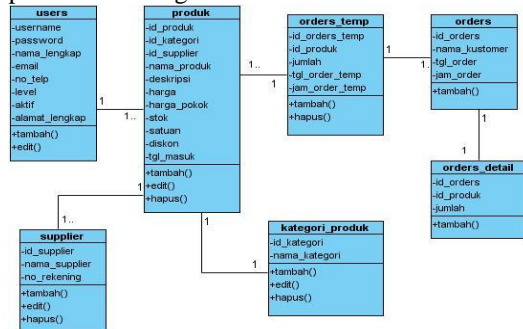 users
-username
-password
-nama_lengkap
-email
-no_telp
-level
-aktif
-alamat_lengkap
+tambah()
+edit()
produk
-id_produk
-id_kategori
-id_supplier
-nama_produk
-deskripsi
-harga
-harga_pokok
-stok
-satuan
-diskon
-tgl_masuk
+tambah()
+edit()
+hapus()
orders_temp
-id_orders_temp
-id_produk
-jumlah
-tgl_order_temp
-jam_order_temp
+tambah()
+hapus()
orders
-id_orders
-nama_kustomer
-tgl_order
-jam_order
+tambah()
orders_detail
-id_orders
-id_produk
-jumlah
+tambah()
supplier
-id_supplier
-nama_supplier
-no_rekening
+tambah()
+edit()
+hapus()
kategori_produk
-id_kategori
-nama_kategori
+tambah()
+edit()
+hapus()
1
1..
1..
1
1
1..
1
1
1
1..
1
1